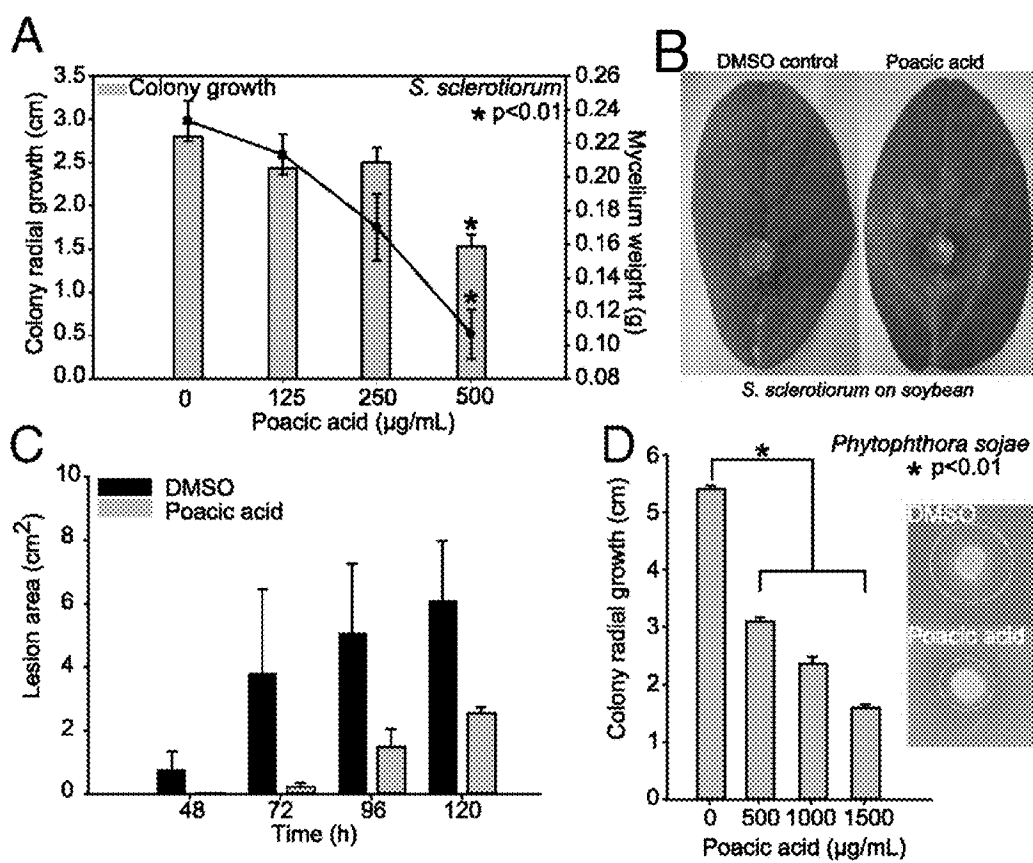 A
Colony growth
S. sclerotiorum
* p<0.01
Colony radial growth (cm)
3.5
3.0
2.5
2.0
1.5
1.0
0.5
0.0
0.26
0.24
0.22
0.20
0.18
0.16
0.14
0.12
0.10
0.08
Mycelium weight (g)
*
*
0 125 250 500
Poacic acid (µg/mL)
B
DMSO control Poacic acid
S. sclerotiorum on soybean
C
DMSO
Poacic acid
Lesion area (cm2)
10
8
6
4
2
0
48 72 96 120
Time (h)
D
Phytophthora sojae
* p<0.01
*
Colony radial growth (cm)
6
5
4
3
2
1
0
0 500 1000 1500
Poacic acid (µg/mL)
DMSO
Poacic acid